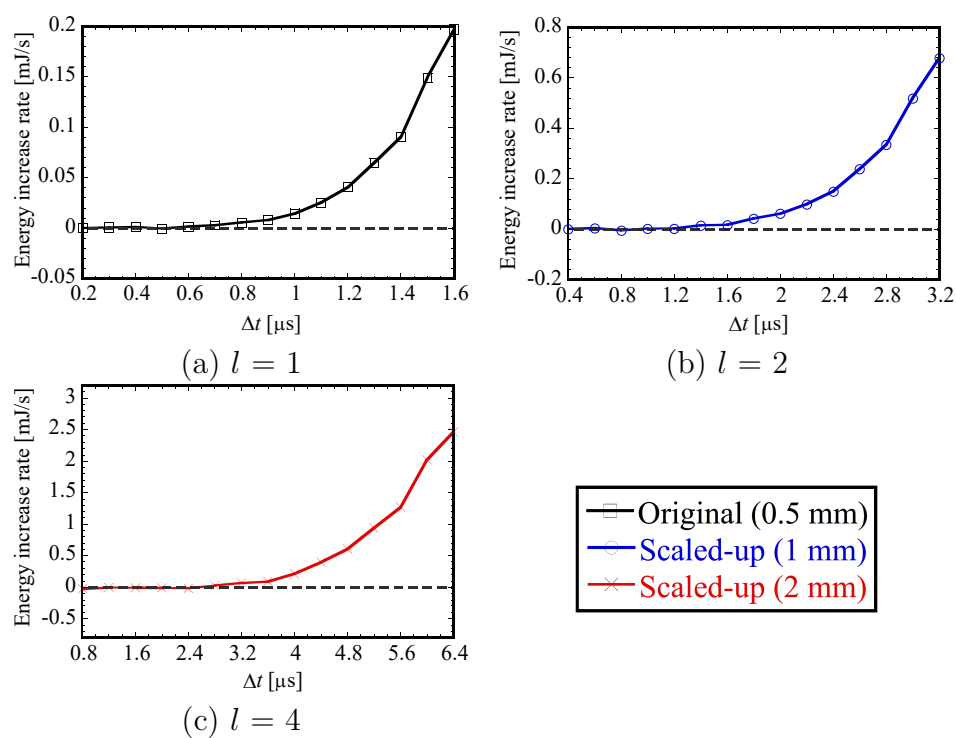 Energy increase rate [mJ/s]
0.2
0.15
0.1
0.05
0
-0.05
0.2 0.4 0.6 0.8 1 1.2 1.4 1.6
Δt [μs]
(a) l = 1
Energy increase rate [mJ/s]
0.8
0.6
0.4
0.2
0
-0.2
0.4 0.8 1.2 1.6 2 2.4 2.8 3.2
Δt [μs]
(b) l = 2
Energy increase rate [mJ/s]
3
2.5
2
1.5
1
0.5
0
-0.5
0.8 1.6 2.4 3.2 4 4.8 5.6 6.4
Δt [μs]
(c) l = 4
Original (0.5 mm)
Scaled-up (1 mm)
Scaled-up (2 mm)